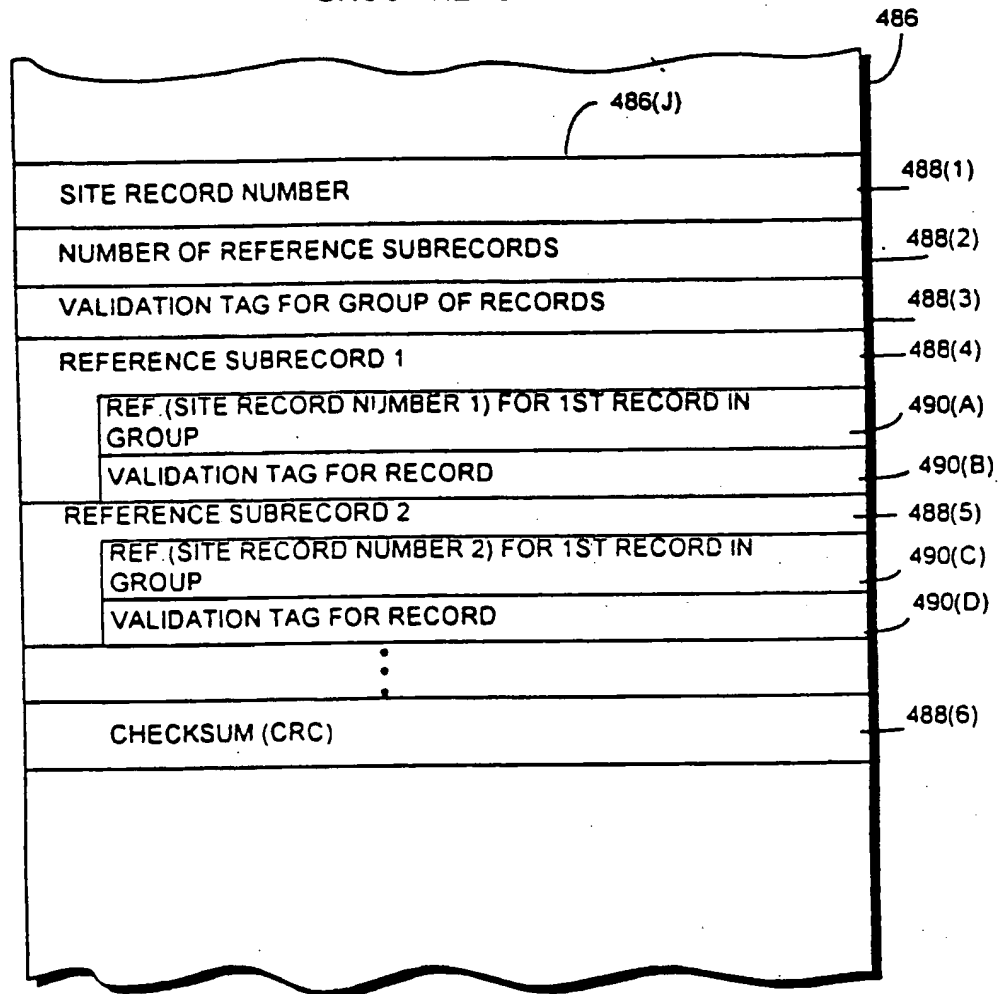 486
486(J)
SITE RECORD NUMBER
488(1)
NUMBER OF REFERENCE SUBRECORDS
488(2)
VALIDATION TAG FOR GROUP OF RECORDS
488(3)
REFERENCE SUBRECORD 1
488(4)
REF.(SITE RECORD NUMBER 1) FOR 1ST RECORD IN
GROUP
490(A)
VALIDATION TAG FOR RECORD
490(B)
REFERENCE SUBRECORD 2
488(5)
REF.(SITE RECORD NUMBER 2) FOR 1ST RECORD IN
GROUP
490(C)
VALIDATION TAG FOR RECORD
490(D)
CHECKSUM (CRC)
488(6)